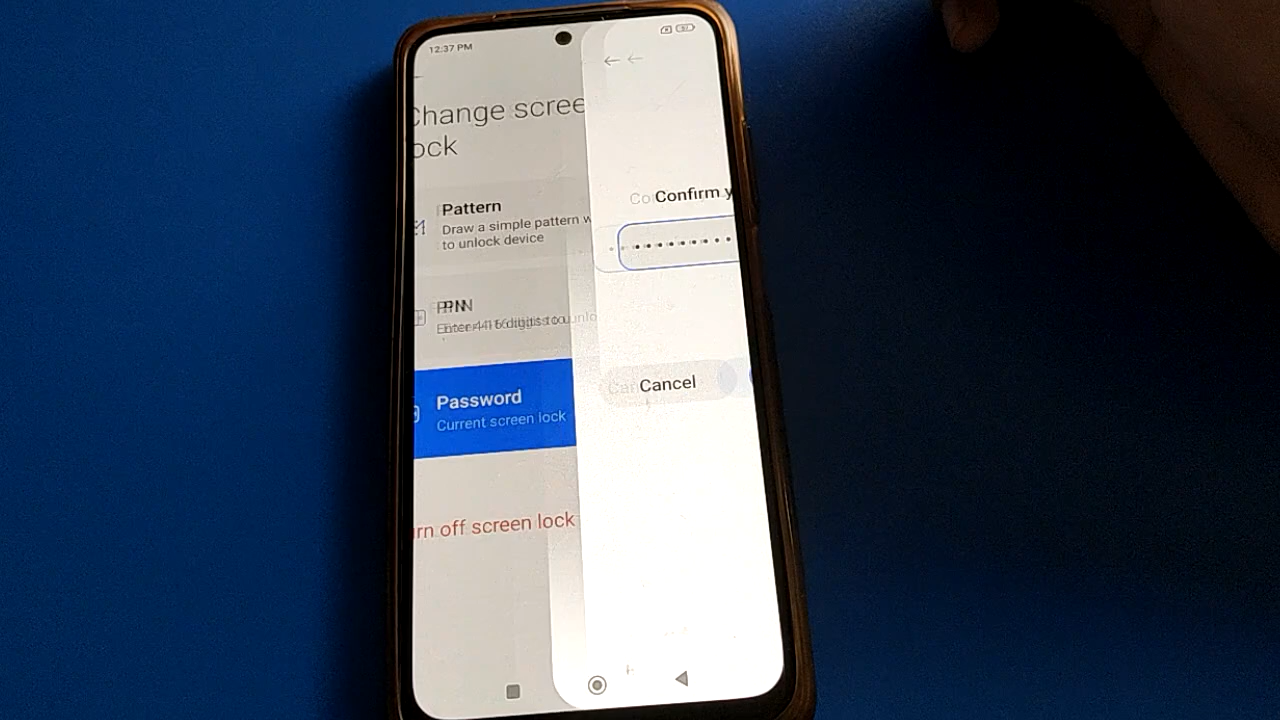 12:37 PM
Change scree
ock
Pattern
Draw a simple pattern w
to unlock device
Password
Current screen lock
urn off screen lock
Confirm y
Cancel